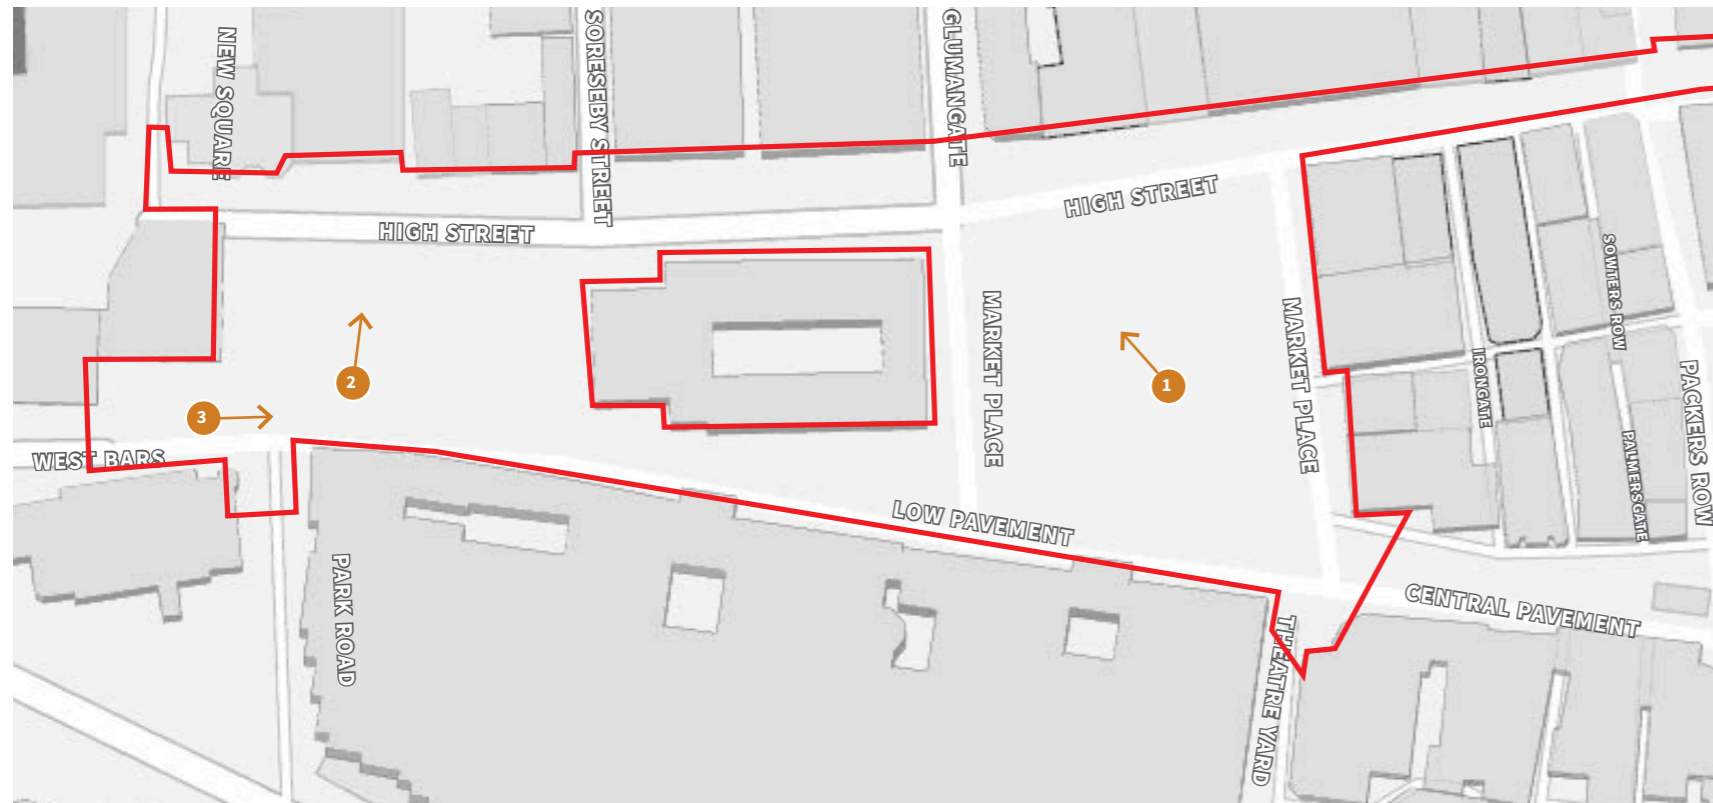 NEW SQUARE
SORESEBY STREET
GLUMANGATE
HIGH STREET
HIGH STREET
MARKET PLACE
MARKET PLACE
SOWTERS ROW
IRONGATE
PACKERS ROW
PALMERSGATE
1
2
3
WEST BARS
LOW PAVEMENT
PARK ROAD
CENTRAL PAVEMENT
THEATRE YARD